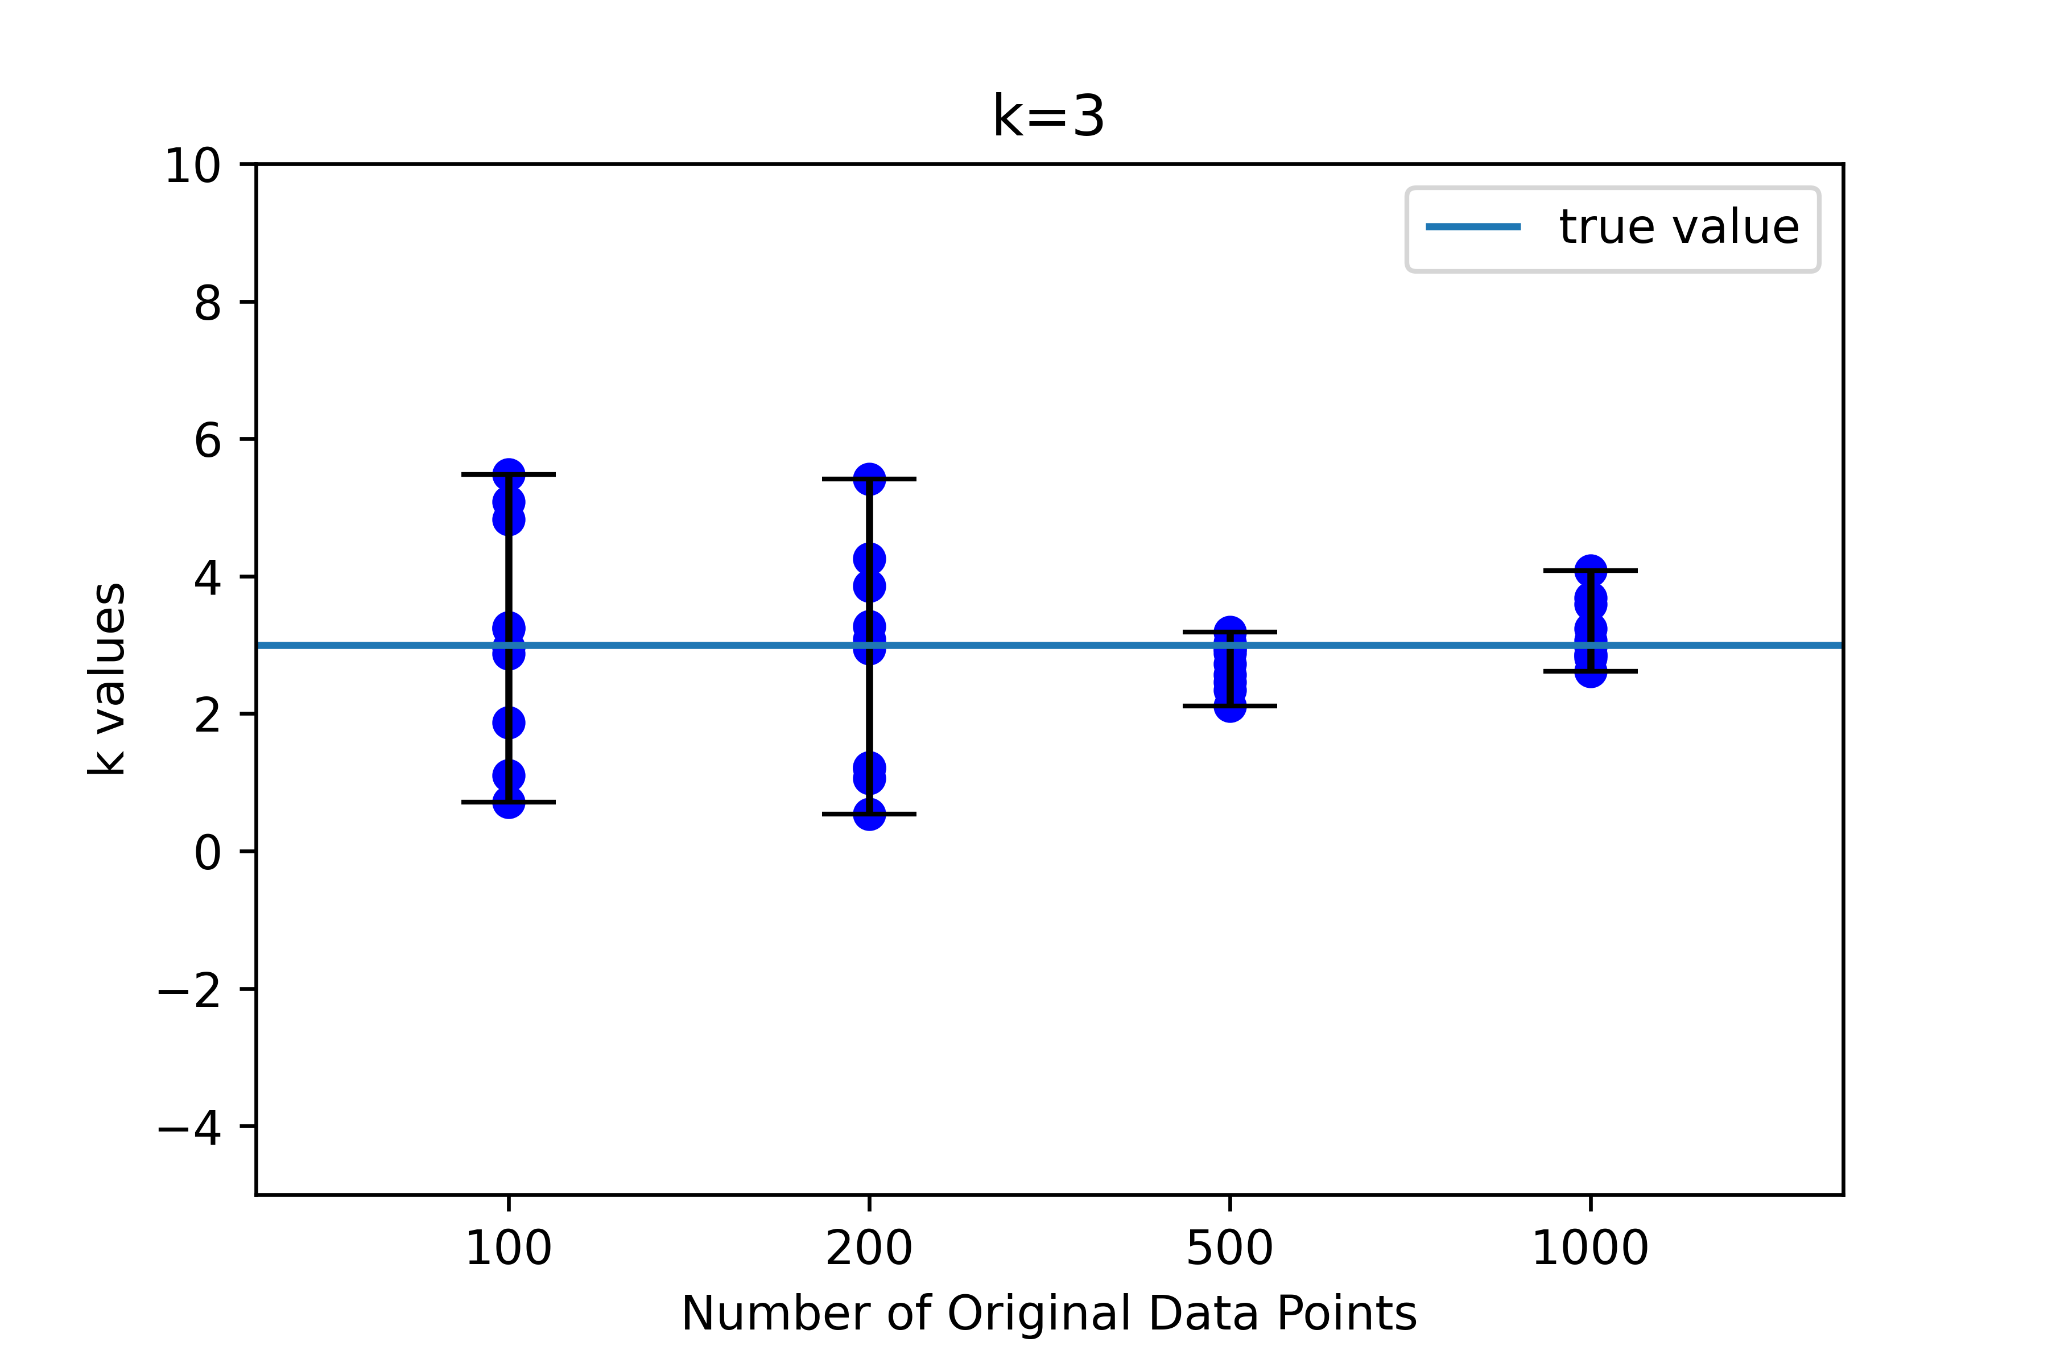 k=3
true value
10
8
6
4
2
0
−2
−4
k values
100 200 500 1000
Number of Original Data Points